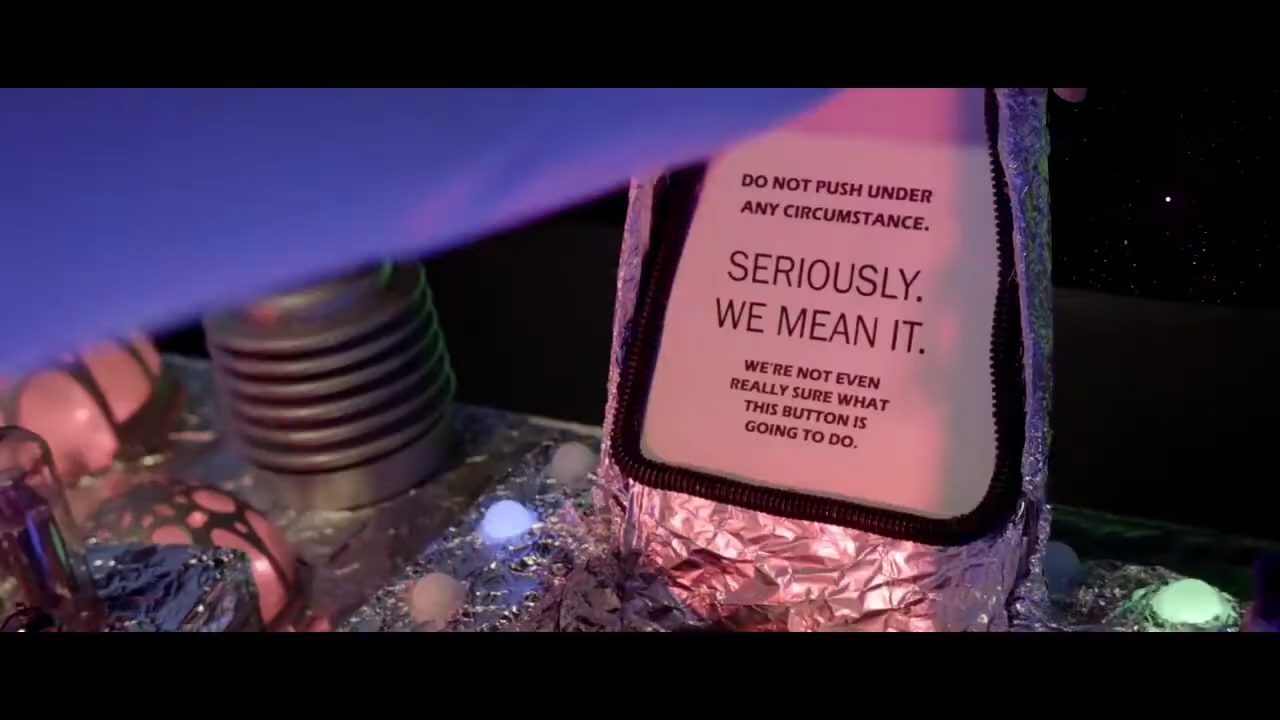 DO NOT PUSH UNDER
ANY CIRCUMSTANCE.
SERIOUSLY.
WE MEAN IT.
WE'RE NOT EVEN
REALLY SURE WHAT
THIS BUTTON IS
GOING TO DO.